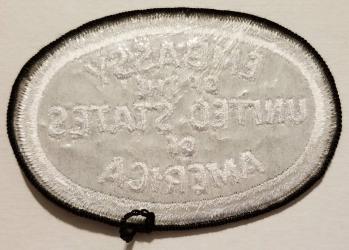 EMBASSY
OF THE
UNITED STATES
OF
AMERICA